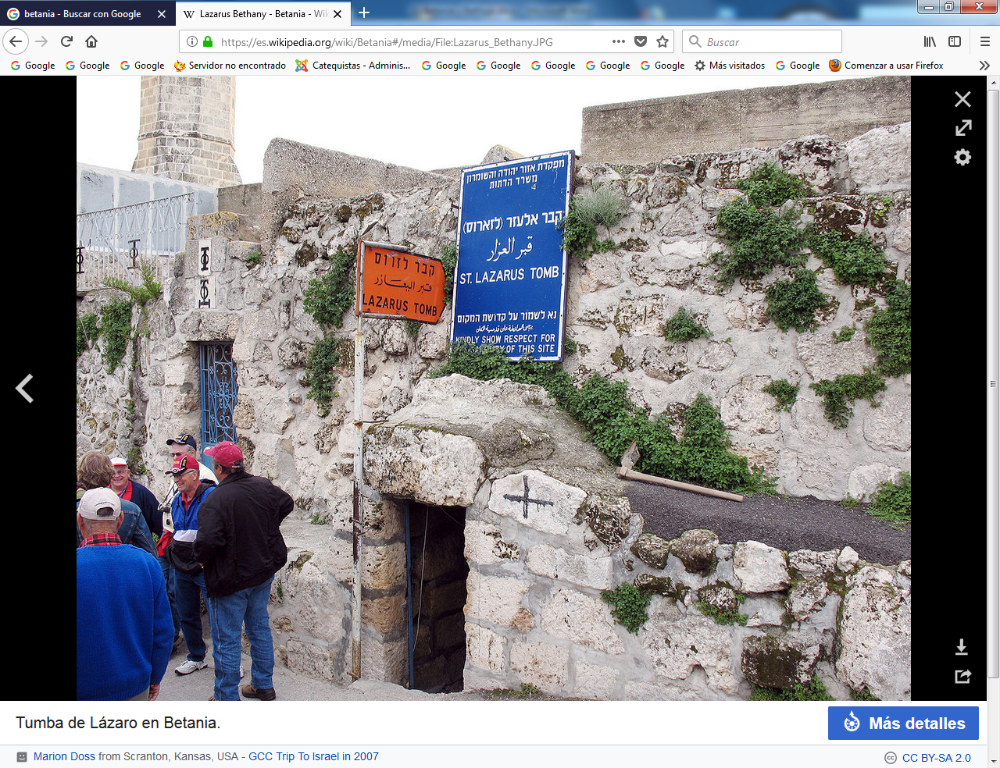 betania - Buscar con Google
Lazarus Bethany - Betania - Wi
https://es.wikipedia.org/wiki/Betania#/media/File:Lazarus_Bethany.JPG
Buscar
Google
Google
Google
Servidor no encontrado
Catequistas - Adminis...
Google
Google
Google
Google
Google
Más visitados
Google
Comenzar a usar Firefox
מפקדת אזור יהודה והשומרון
משרד הדתות
קבר אלעזר (לזארוס)
قبر العزار
ST. LAZARUS TOMB
נא לשמור על קדושת המקום
KINDLY SHOW RESPECT FOR
OF THIS SITE
קבר לזרוס
قبر اليعازر
LAZARUS TOMB
Tumba de Lázaro en Betania.
Más detalles
Marion Doss from Scranton, Kansas, USA - GCC Trip To Israel in 2007
CC BY-SA 2.0